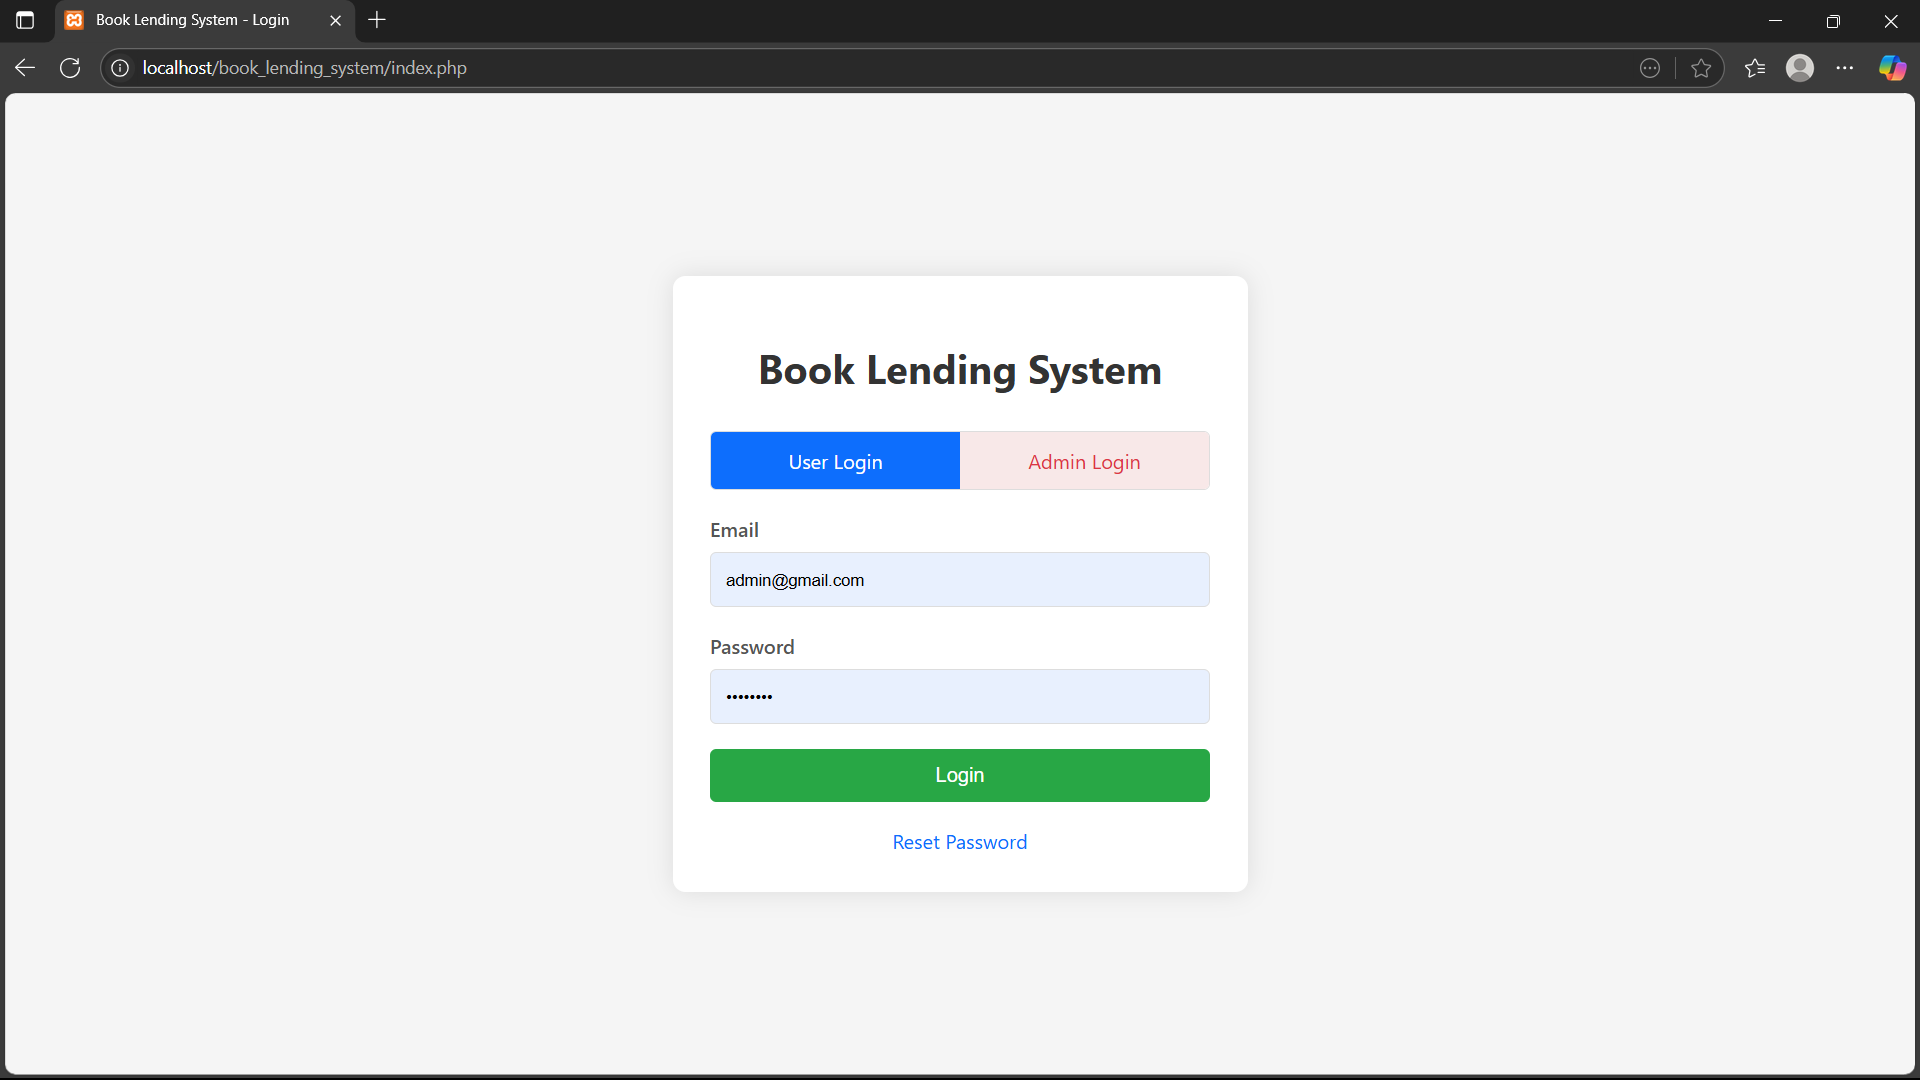 Book Lending System - Login
localhost/book_lending_system/index.php
Book Lending System
User Login Admin Login
Email
admin@gmail.com
Password
••••••••
Login
Reset Password